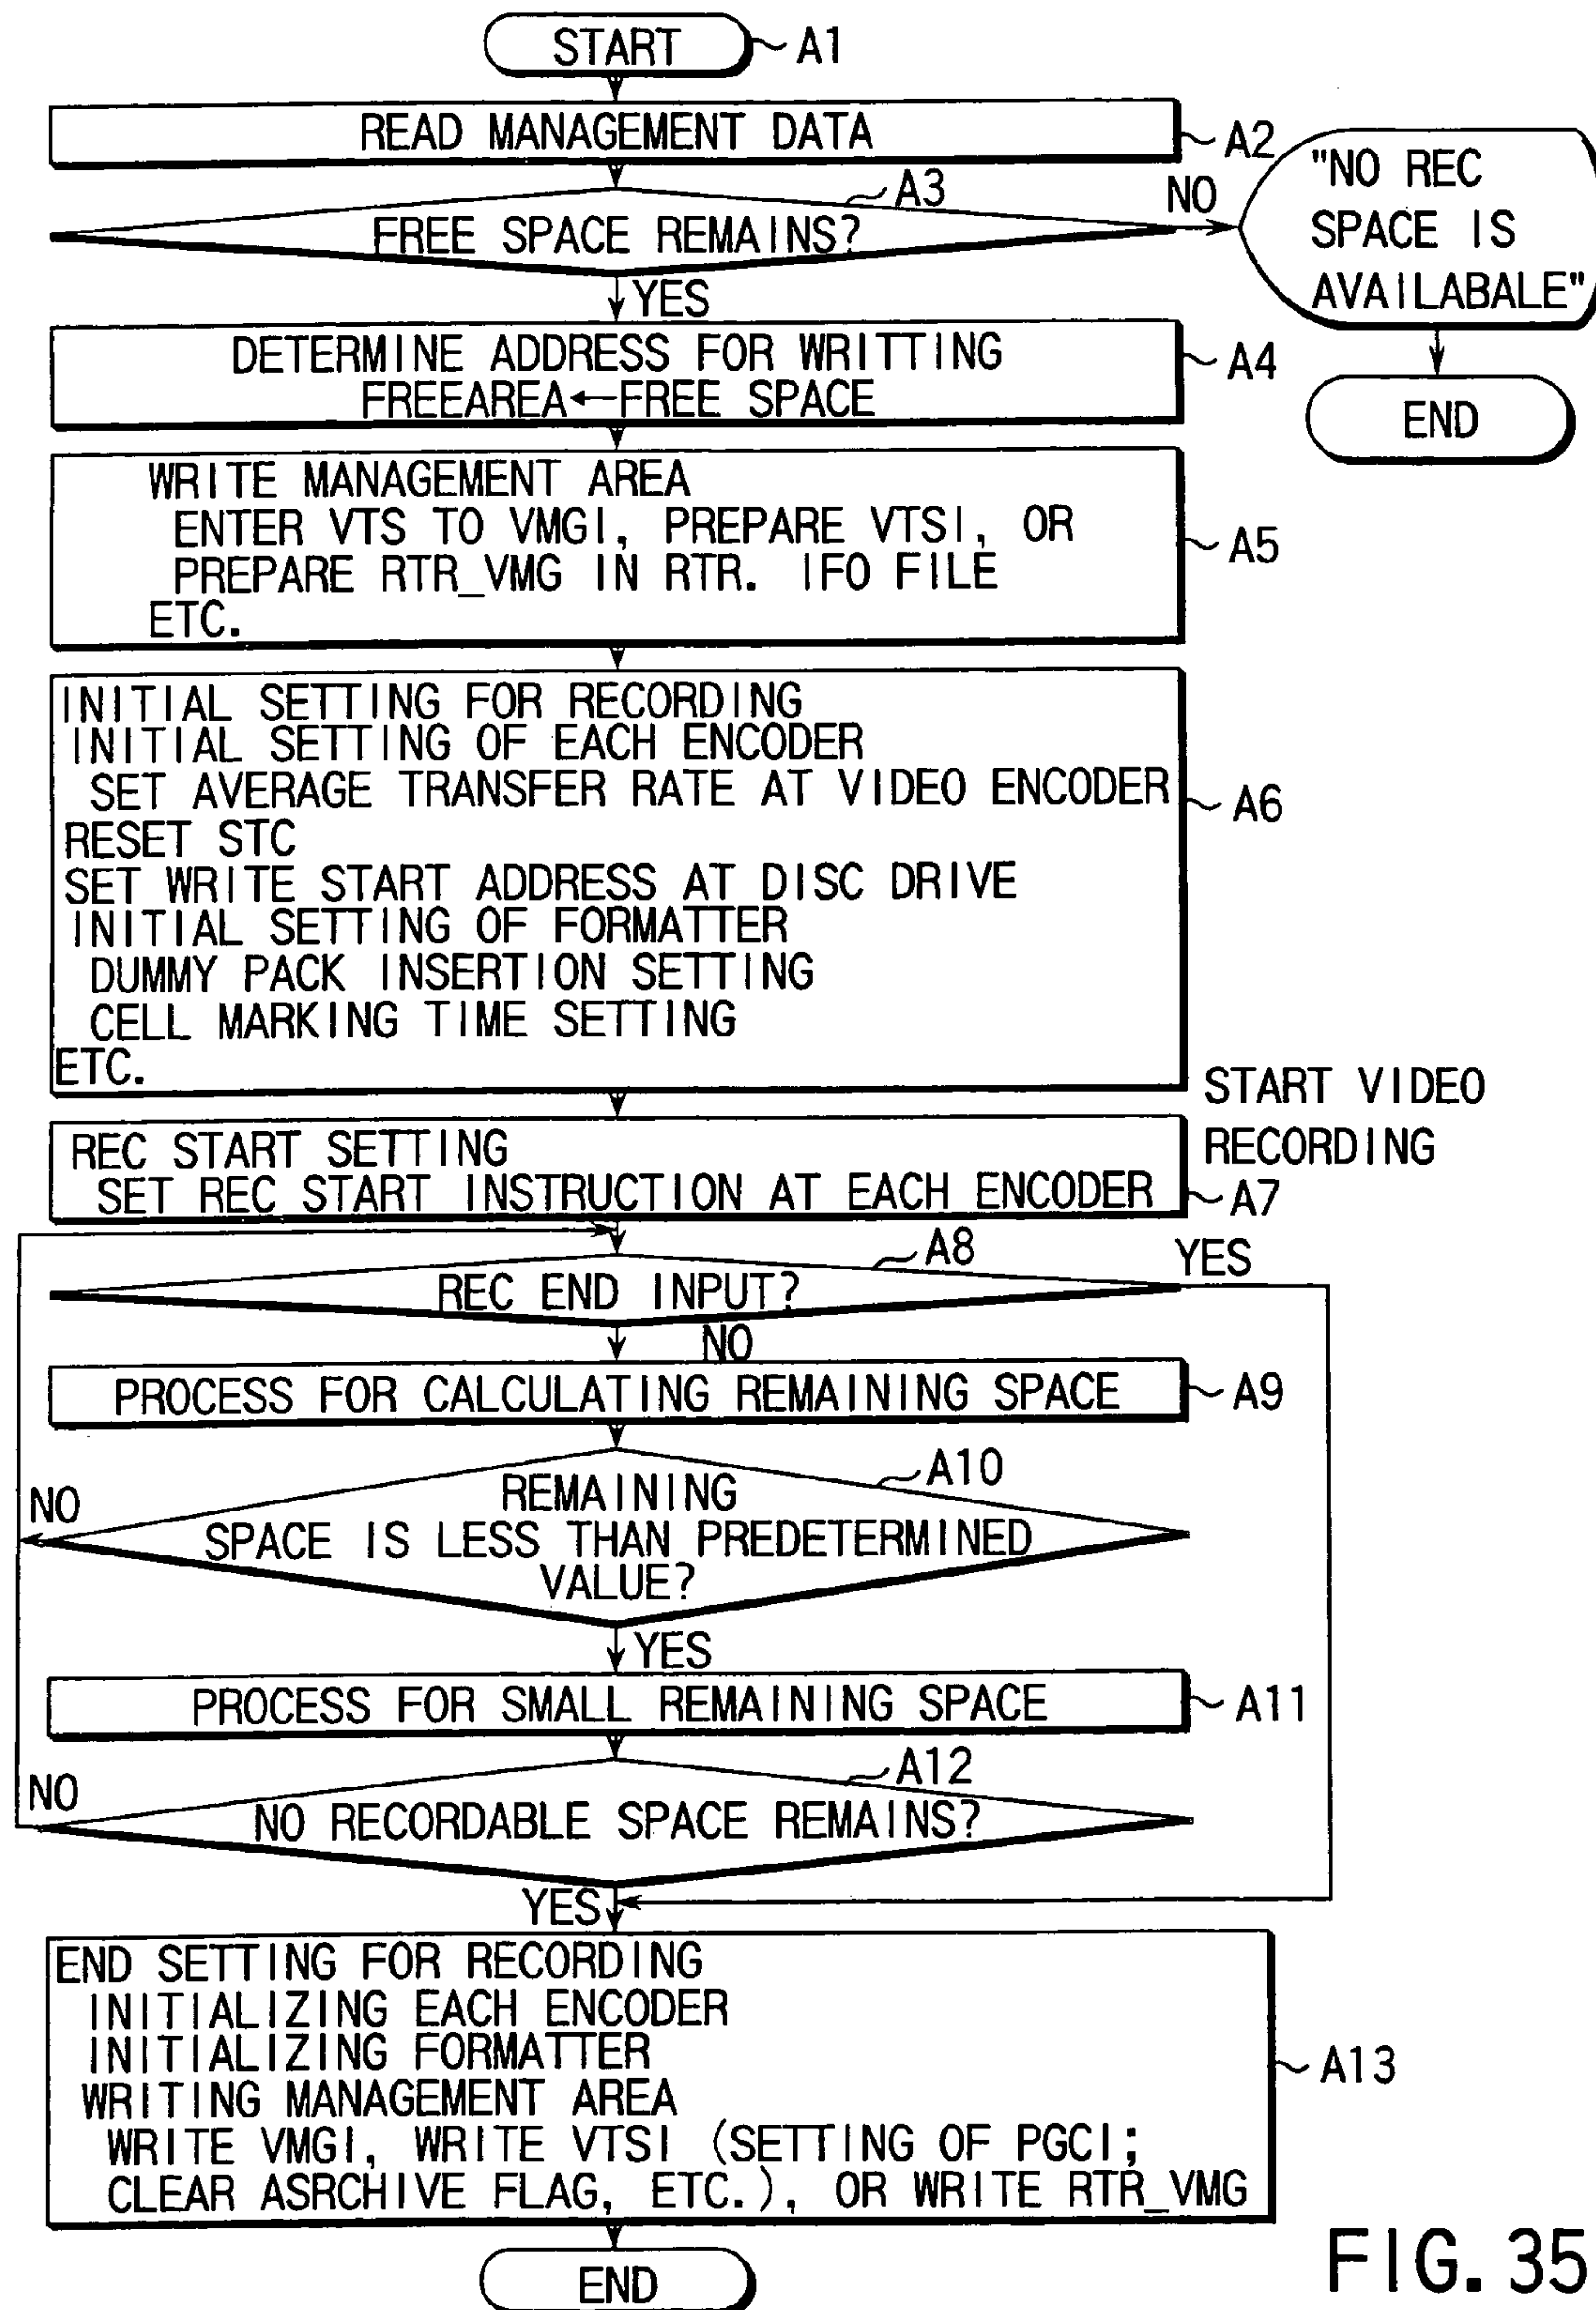 START A1
READ MANAGEMENT DATA A2
A3
FREE SPACE REMAINS?
NO
"NO REC
SPACE IS
AVAILABALE"
END
YES
DETERMINE ADDRESS FOR WRITTING
FREEAREA←FREE SPACE
A4
WRITE MANAGEMENT AREA
ENTER VTS TO VMGI, PREPARE VTSI, OR
PREPARE RTR_VMG IN RTR. IFO FILE
ETC.
A5
INITIAL SETTING FOR RECORDING
INITIAL SETTING OF EACH ENCODER
SET AVERAGE TRANSFER RATE AT VIDEO ENCODER
RESET STC
SET WRITE START ADDRESS AT DISC DRIVE
INITIAL SETTING OF FORMATTER
DUMMY PACK INSERTION SETTING
CELL MARKING TIME SETTING
ETC.
A6
START VIDEO
RECORDING
REC START SETTING
SET REC START INSTRUCTION AT EACH ENCODER
A7
A8
REC END INPUT?
YES
NO
PROCESS FOR CALCULATING REMAINING SPACE A9
A10
REMAINING
SPACE IS LESS THAN PREDETERMINED
VALUE?
NO
YES
PROCESS FOR SMALL REMAINING SPACE A11
A12
NO RECORDABLE SPACE REMAINS?
NO
YES
END SETTING FOR RECORDING
INITIALIZING EACH ENCODER
INITIALIZING FORMATTER
WRITING MANAGEMENT AREA
WRITE VMGI, WRITE VTSI (SETTING OF PGCI;
CLEAR ASRCHIVE FLAG, ETC.), OR WRITE RTR_VMG
A13
END
FIG. 35